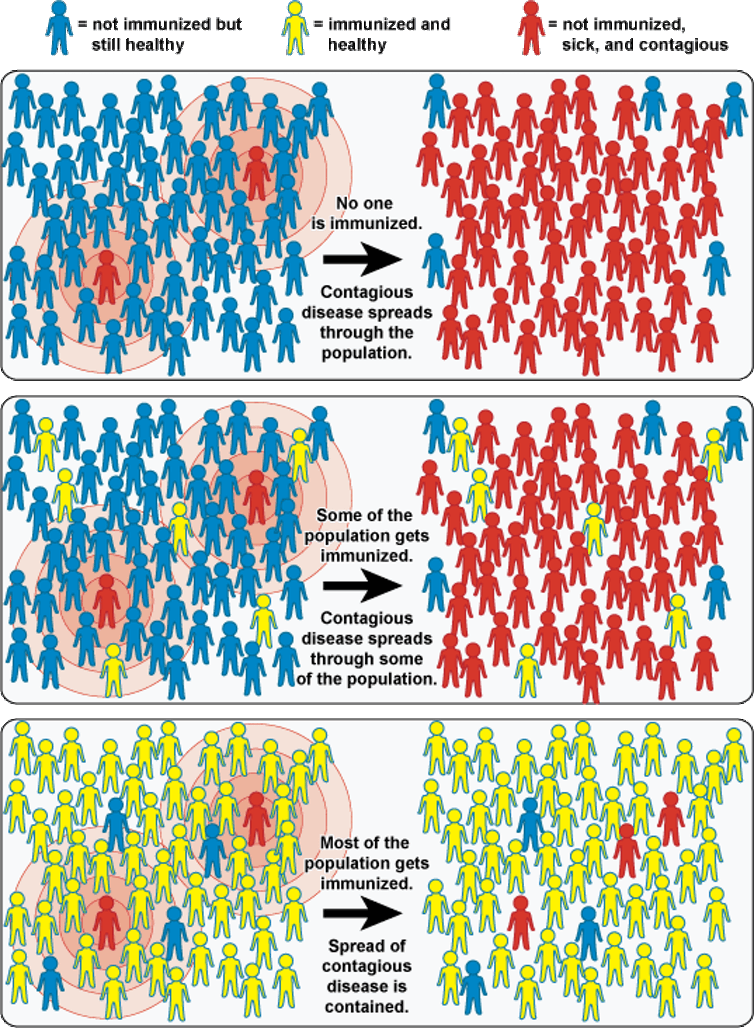 = not immunized but
still healthy
= immunized and
healthy
= not immunized,
sick, and contagious
No one
is immunized.
Contagious
disease spreads
through the
population.
Some of the
population gets
immunized.
Contagious
disease spreads
through some
of the population.
Most of the
population gets
immunized.
Spread of
contagious
disease is
contained.